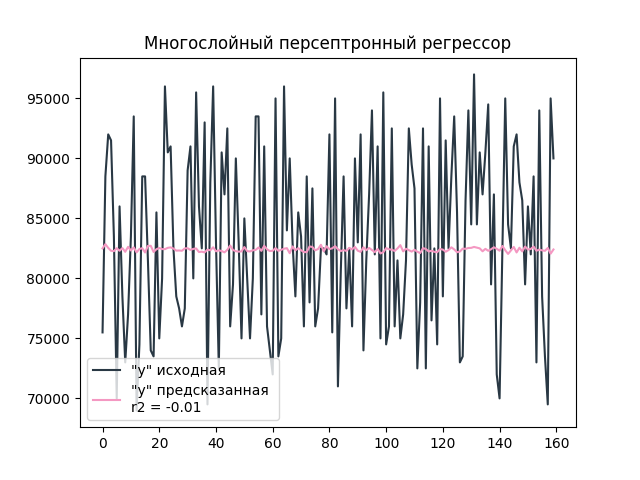 Многослойный персептронный регрессор
95000
90000
85000
80000
75000
70000
"y" исходная
"y" предсказанная
r2 = -0.01
0 20 40 60 80 100 120 140 160